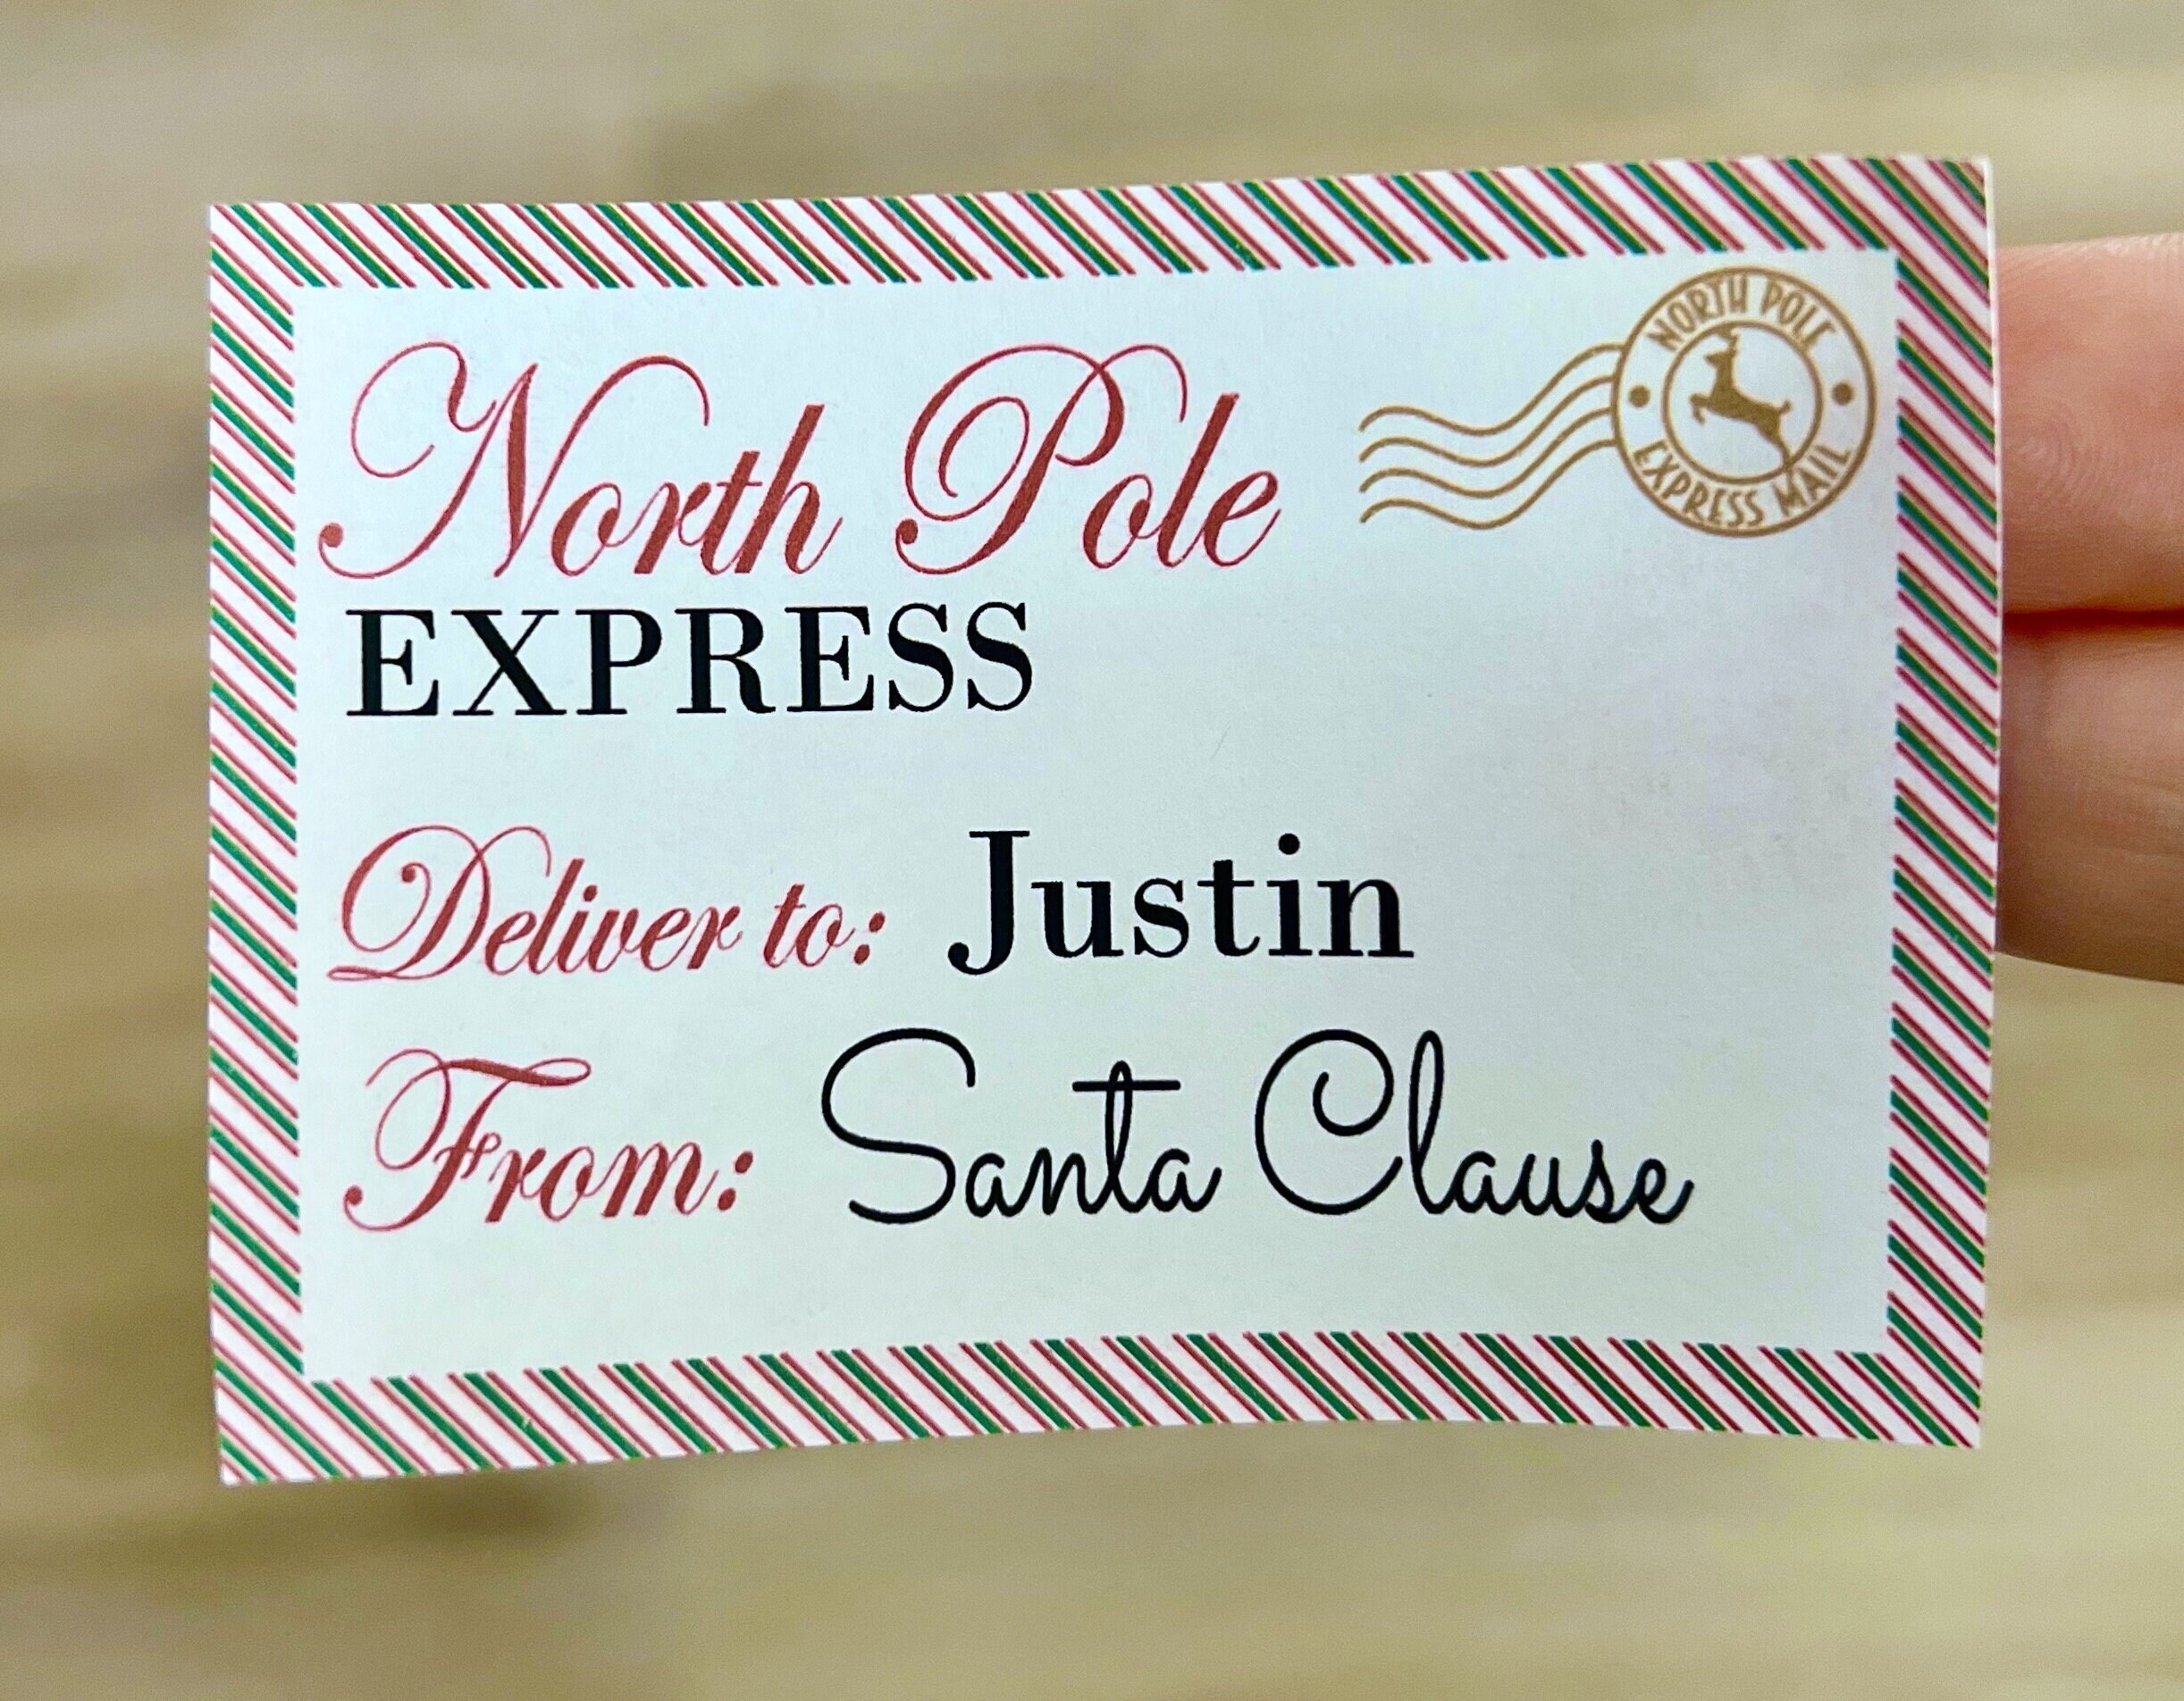 North Pole
NORTH POLE
EXPRESS MAIL
EXPRESS
Deliver to: Justin
From: Santa Clause